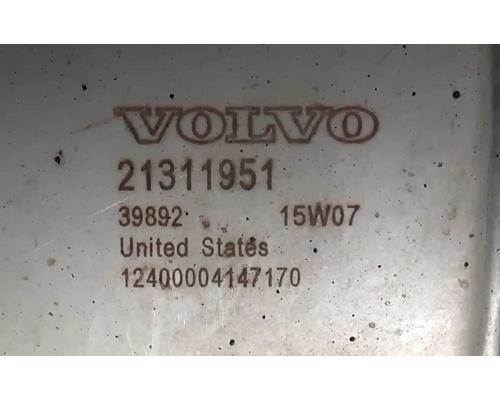 VOLVO
21311951
39892 15W07
United States
12400004147170